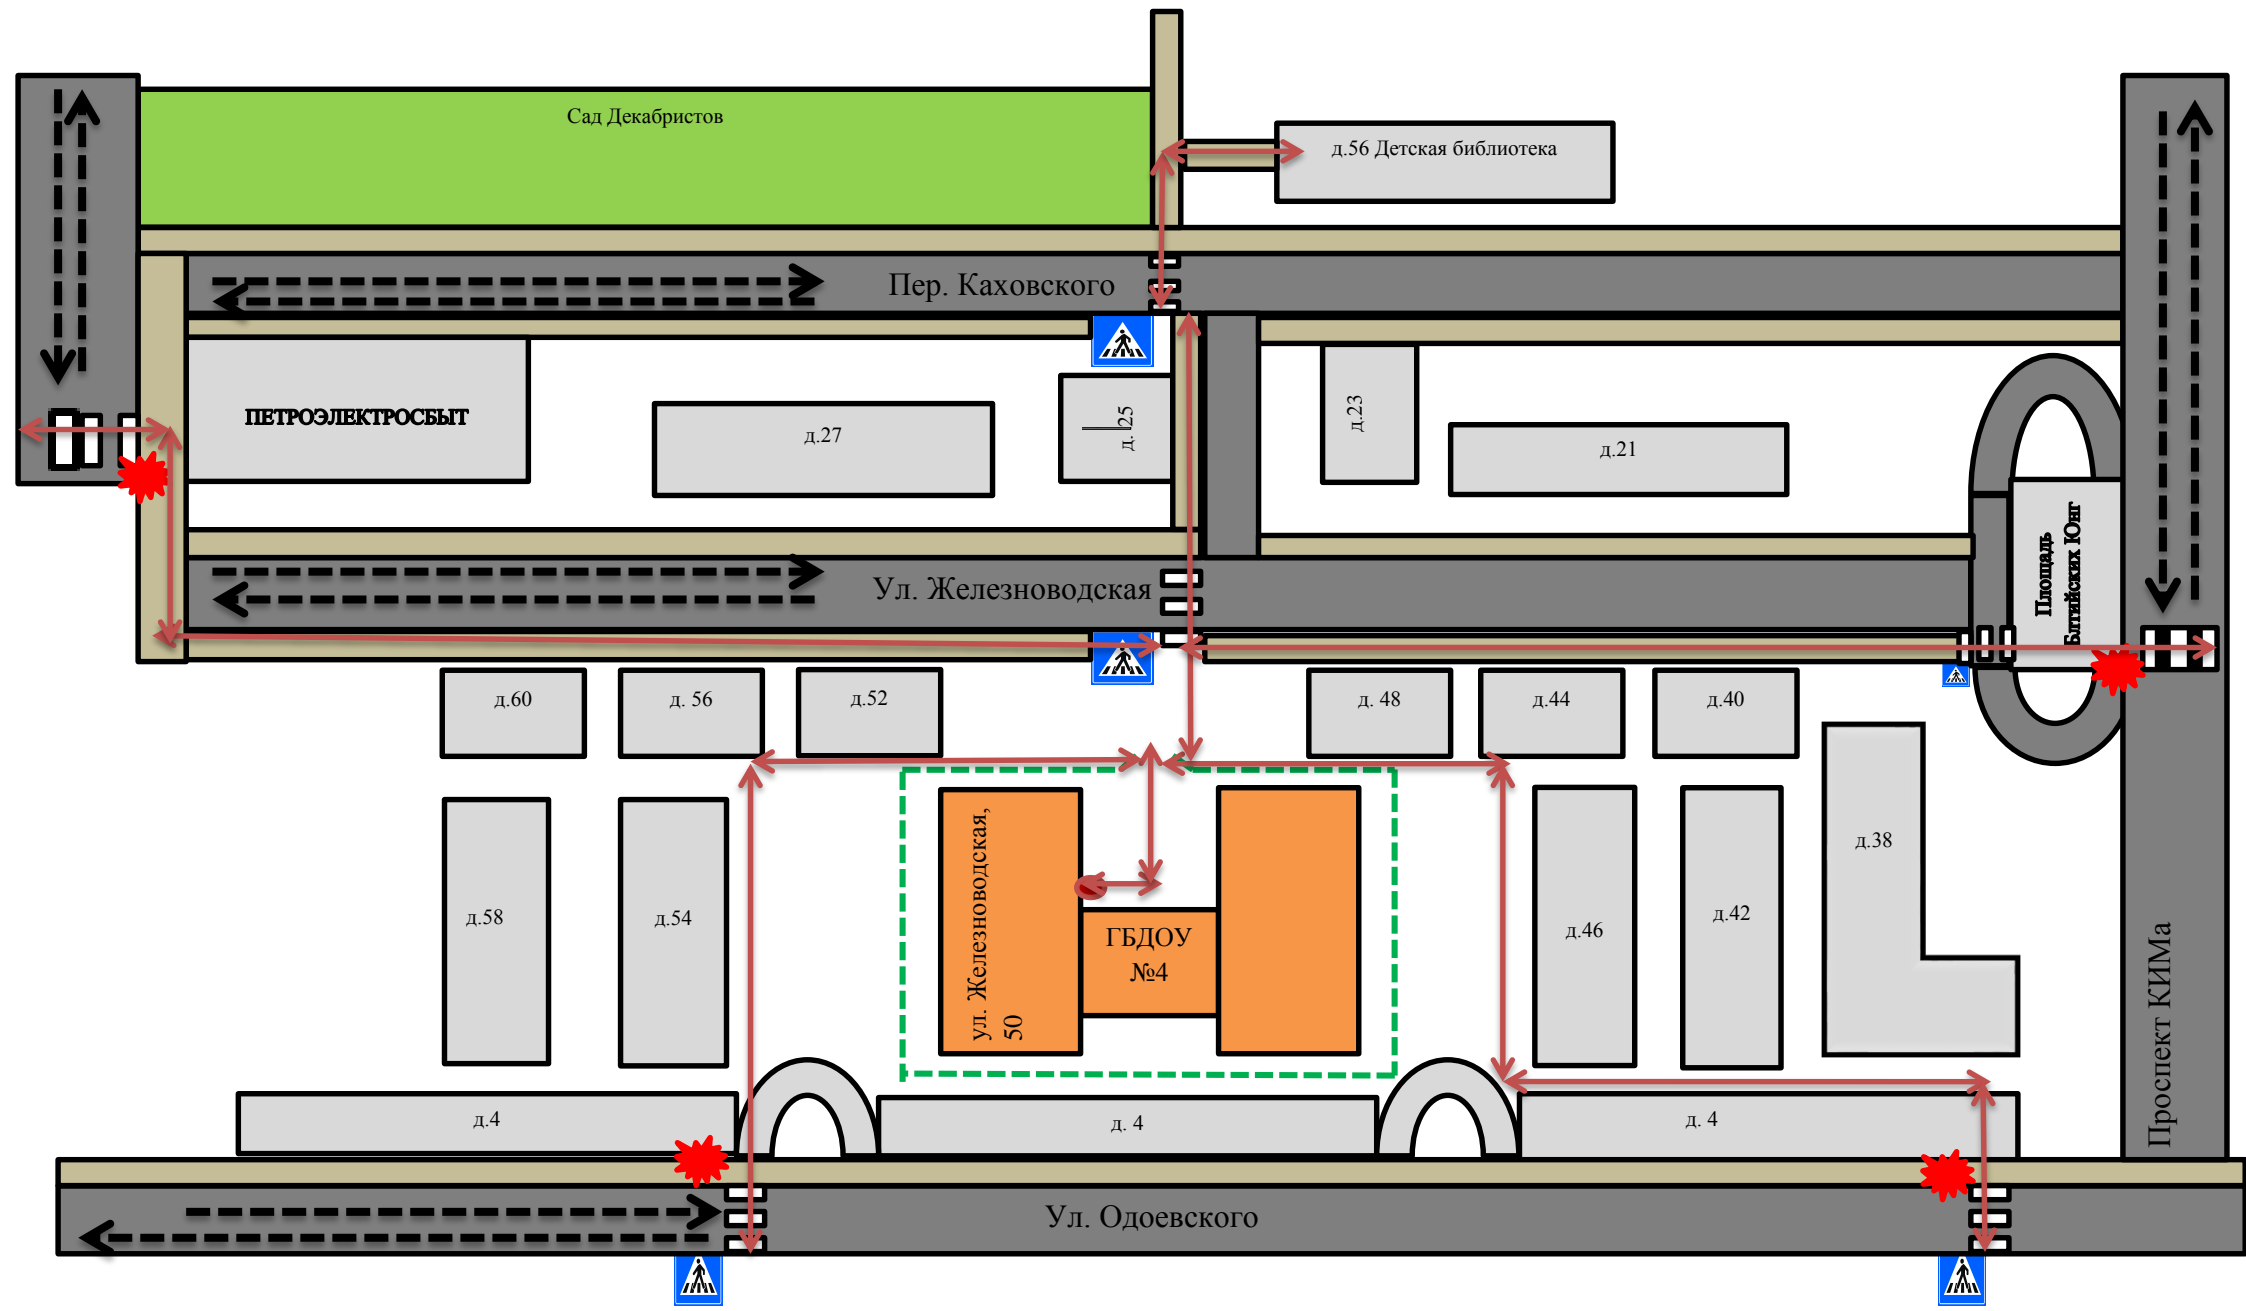 Сад Декабристов
д.56 Детская библиотека
Пер. Каховского
ПЕТРОЭЛЕКТРОСБЫТ
д.27
д. 25
д.23
д.21
Площадь
Блтийских Юнг
Ул. Железноводская
д.60
д. 56
д.52
д. 48
д.44
д.40
д.58
д.54
ул. Железноводская,
50
ГБДОУ
№4
д.46
д.42
д.38
Проспект КИМа
д.4
д. 4
д. 4
Ул. Одоевского